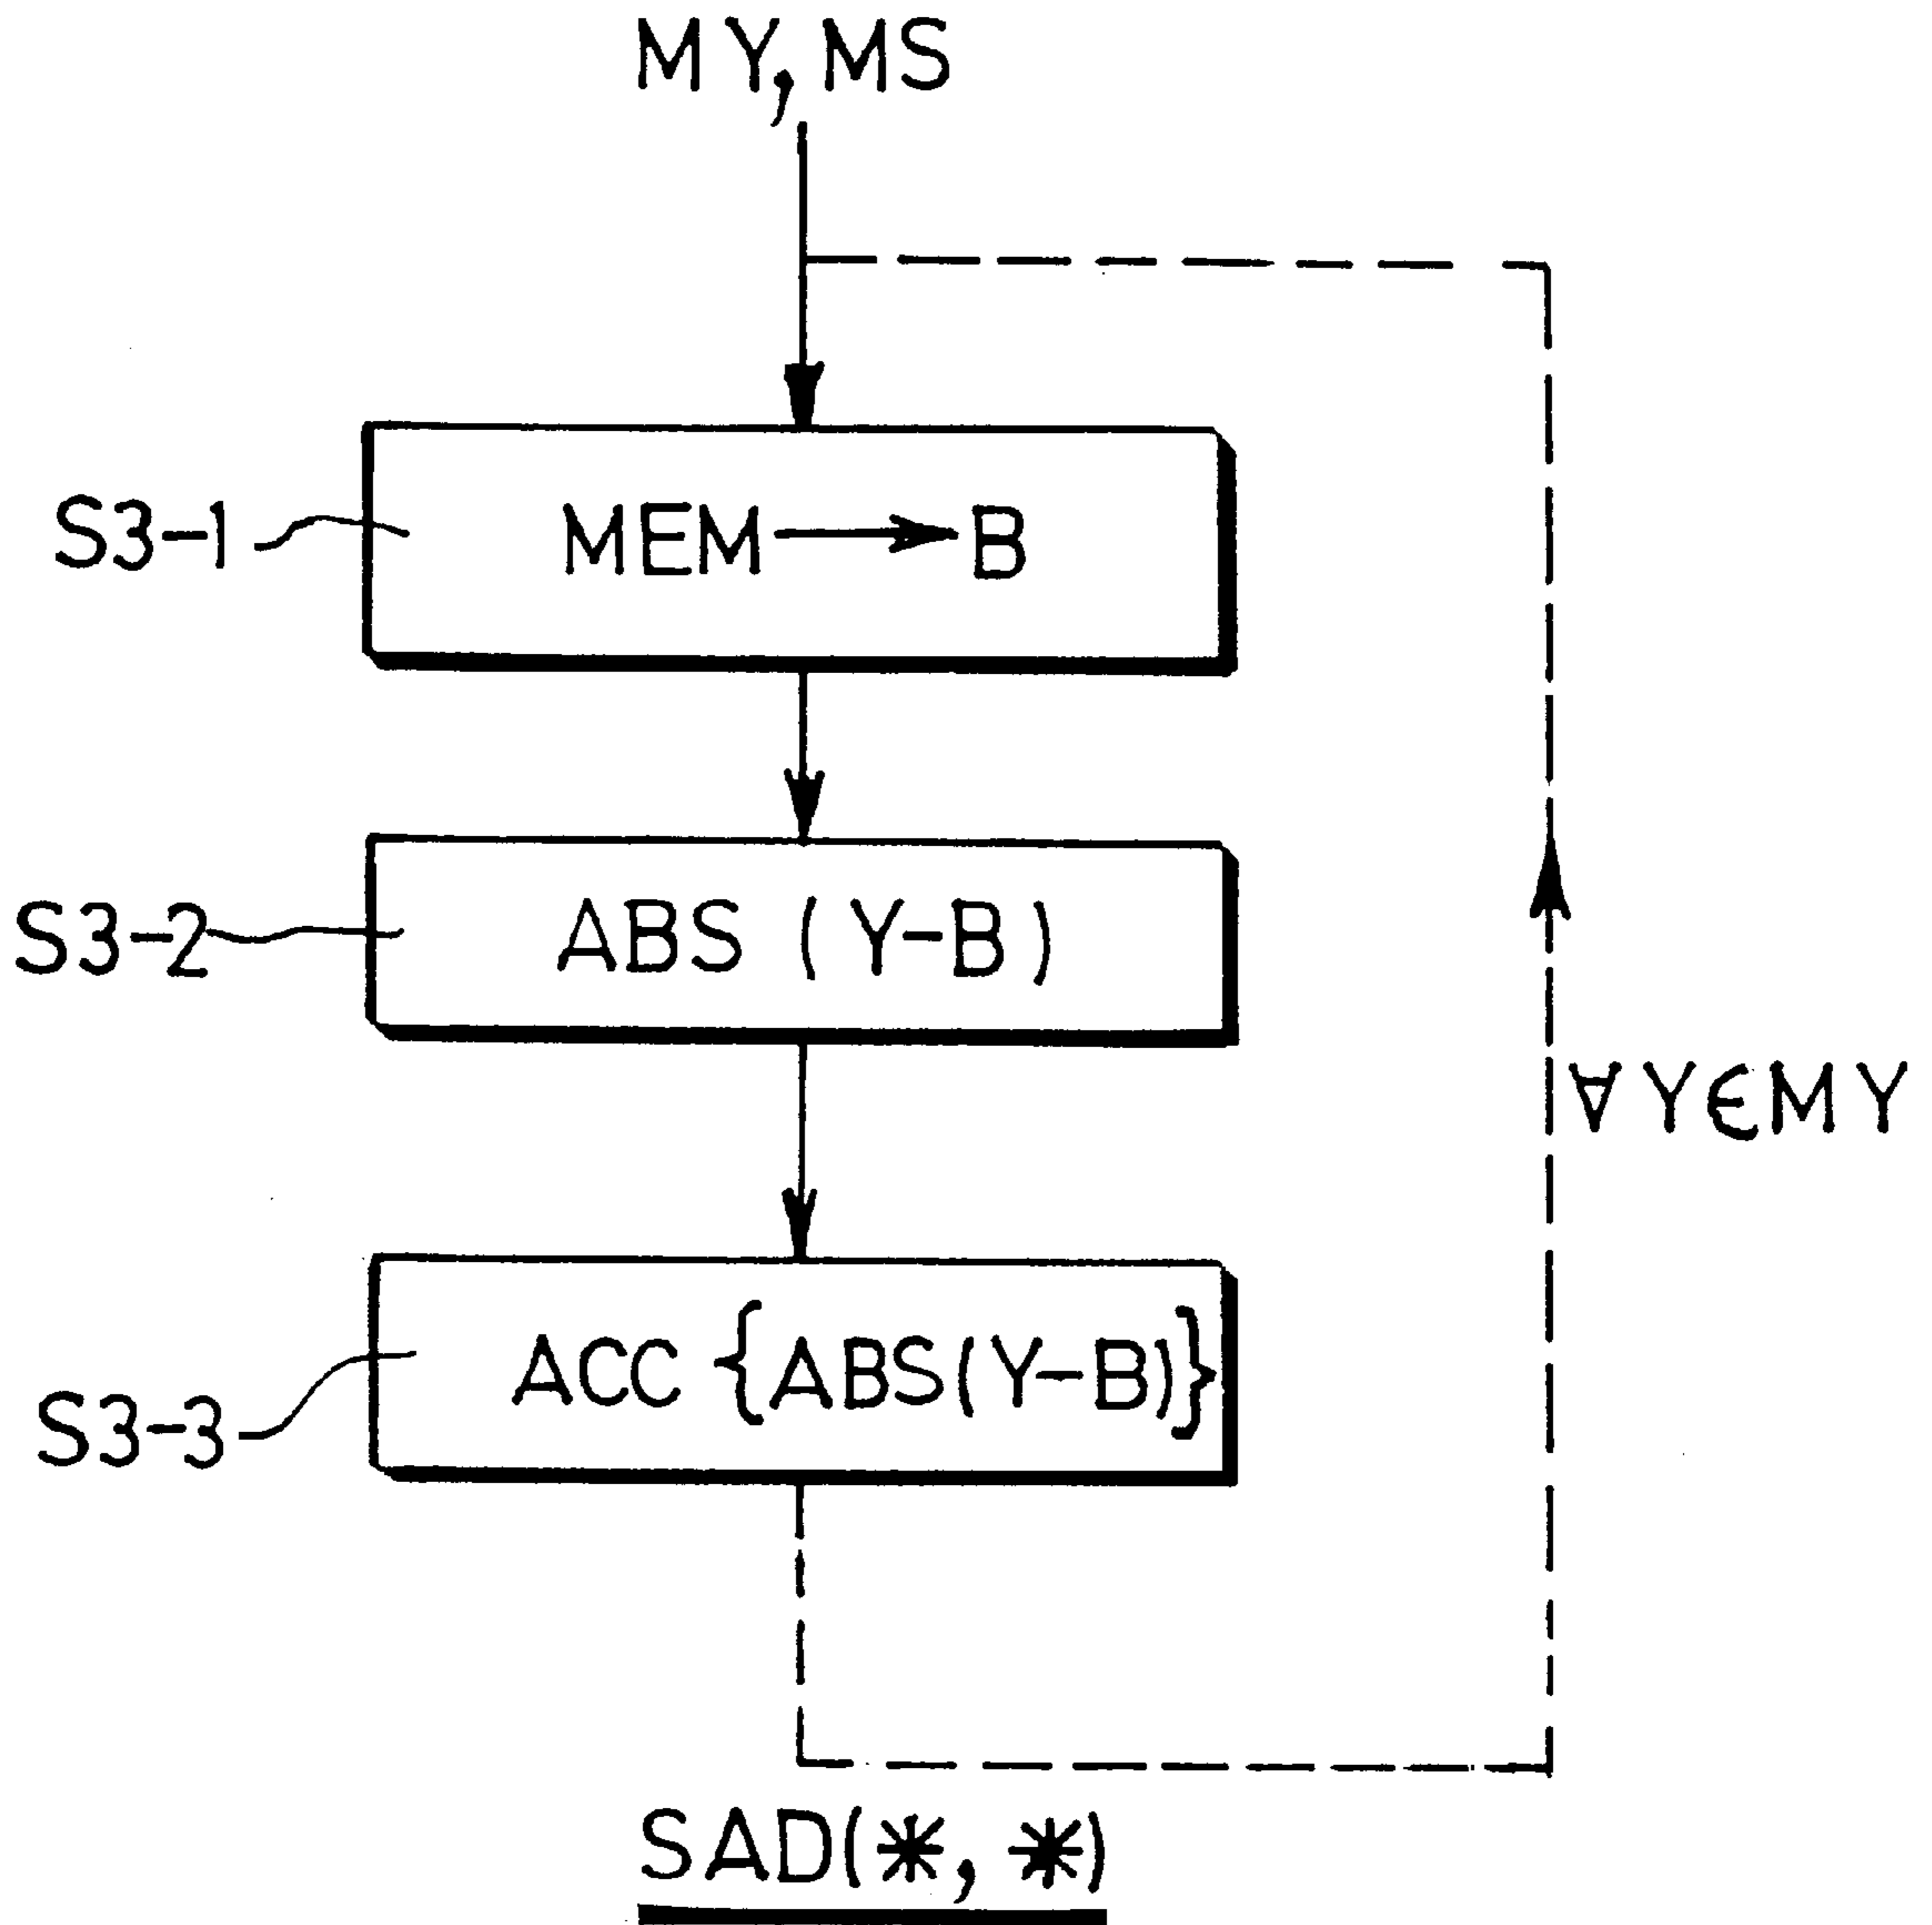 MY, MS
S3-1
MEM → B
S3-2
ABS (Y-B)
∀Y∈MY
S3-3
ACC {ABS(Y-B)}
SAD(*, *)